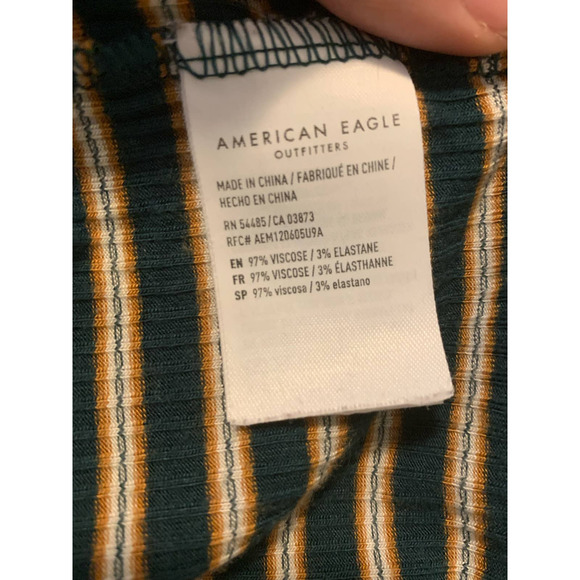 AMERICAN EAGLE
OUTFITTERS
MADE IN CHINA / FABRIQUÉ EN CHINE /
HECHO EN CHINA
RN 54485 / CA 03873
RFC# AEM120605U9A
EN 97% VISCOSE / 3% ELASTANE
FR 97% VISCOSE / 3% ÉLASTHANNE
SP 97% viscosa / 3% elastano